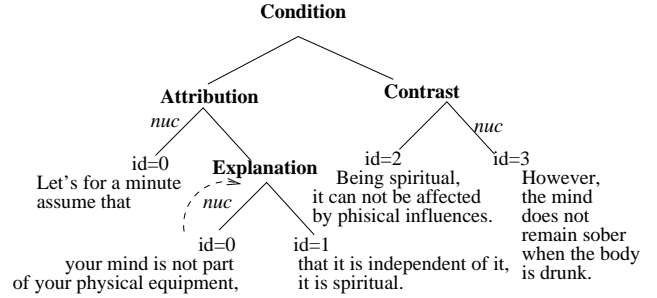 Condition
Attribution
Contrast
nuc
nuc
id=0
Let's for a minute
assume that
Explanation
nuc
id=2
Being spiritual,
it can not be affected
by phisical influences.
id=3
However,
the mind
does not
remain sober
when the body
is drunk.
id=0
your mind is not part
of your physical equipment,
id=1
that it is independent of it,
it is spiritual.